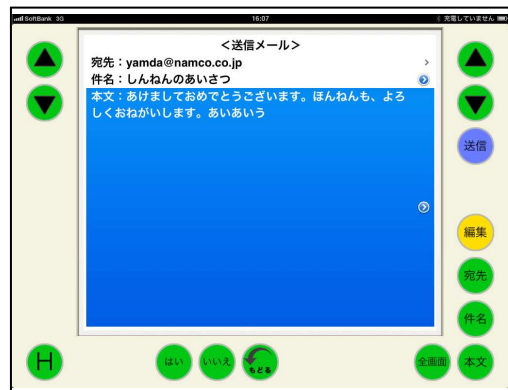 SoftBank 3G 16:07 充電していません
<送信メール>
宛先：yamda@namco.co.jp
件名：しんねんのあいさつ
本文：あけましておめでとうございます。ほんねんも、よろ
しくおねがいします。あいあいう
送信
編集
宛先
件名
H はい いいえ もどる 全画面 本文